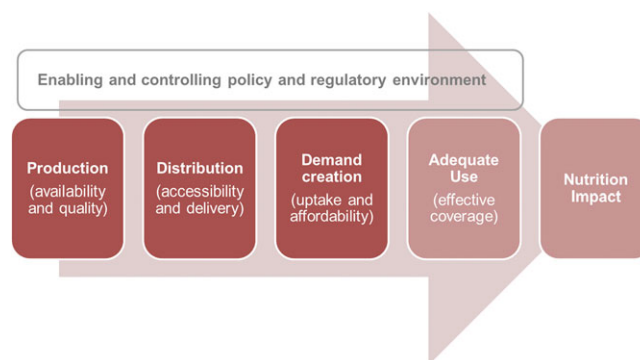 Enabling and controlling policy and regulatory environment
Production
(availability
and quality)
Distribution
(accessibility
and delivery)
Demand
creation
(uptake and
affordability)
Adequate
Use
(effective
coverage)
Nutrition
Impact